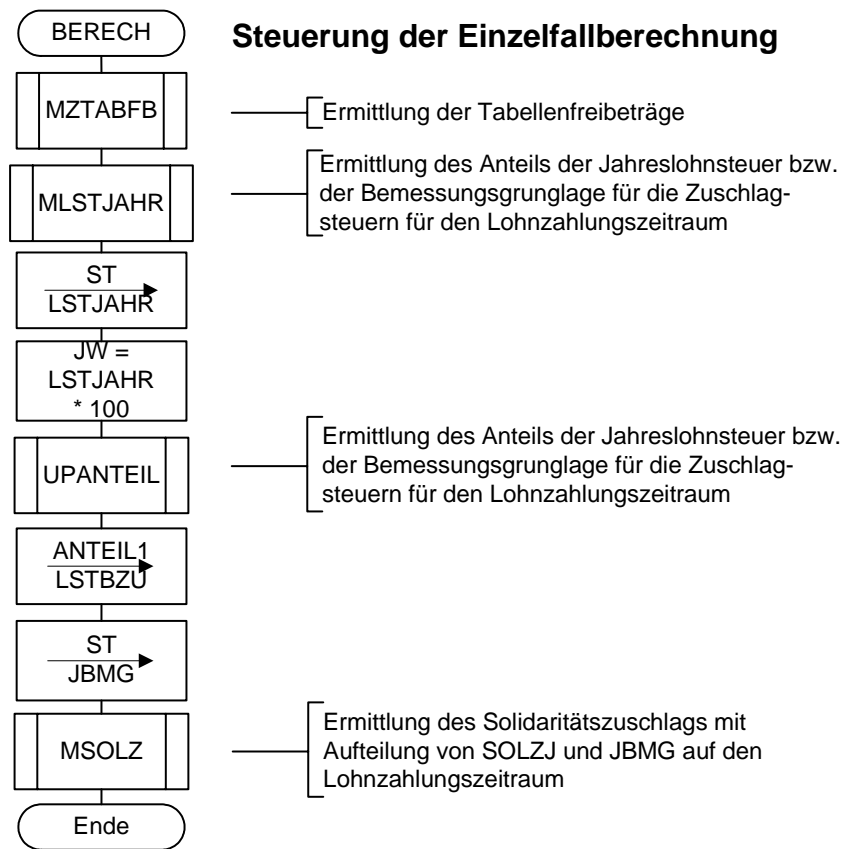 BERECH
Steuerung der Einzelfallberechnung
MZTABFB
Ermittlung der Tabellenfreibeträge
MLSTJAHR
Ermittlung des Anteils der Jahreslohnsteuer bzw.
der Bemessungsgrunglage für die Zuschlag-
steuern für den Lohnzahlungszeitraum
ST
LSTJAHR
JW =
LSTJAHR
* 100
UPANTEIL
Ermittlung des Anteils der Jahreslohnsteuer bzw.
der Bemessungsgrunglage für die Zuschlag-
steuern für den Lohnzahlungszeitraum
ANTEIL1
LSTBZU
ST
JBMG
MSOLZ
Ermittlung des Solidaritätszuschlags mit
Aufteilung von SOLZJ und JBMG auf den
Lohnzahlungszeitraum
Ende